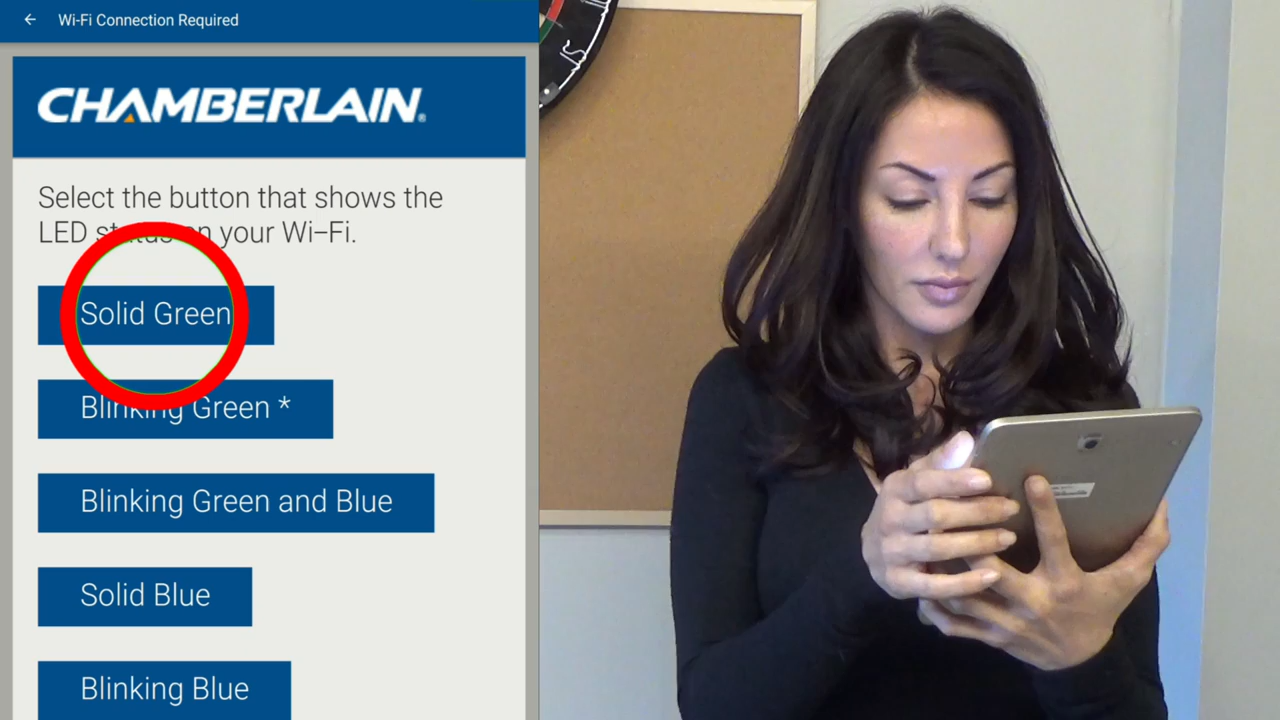 Wi-Fi Connection Required
CHAMBERLAIN®
Select the button that shows the
LED status on your Wi-Fi.
Solid Green
Blinking Green *
Blinking Green and Blue
Solid Blue
Blinking Blue